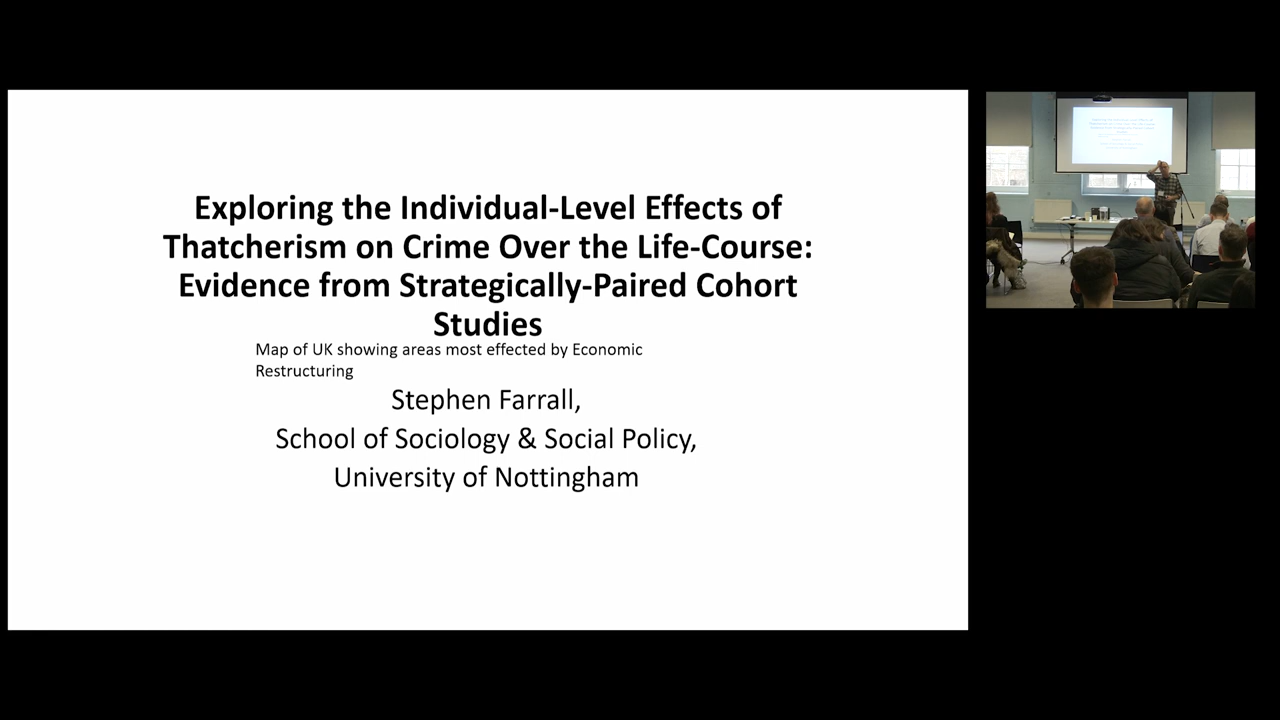 Exploring the Individual-Level Effects of
Thatcherism on Crime Over the Life-Course:
Evidence from Strategically-Paired Cohort
Studies
Map of UK showing areas most effected by Economic
Restructuring
Stephen Farrall,
School of Sociology & Social Policy,
University of Nottingham